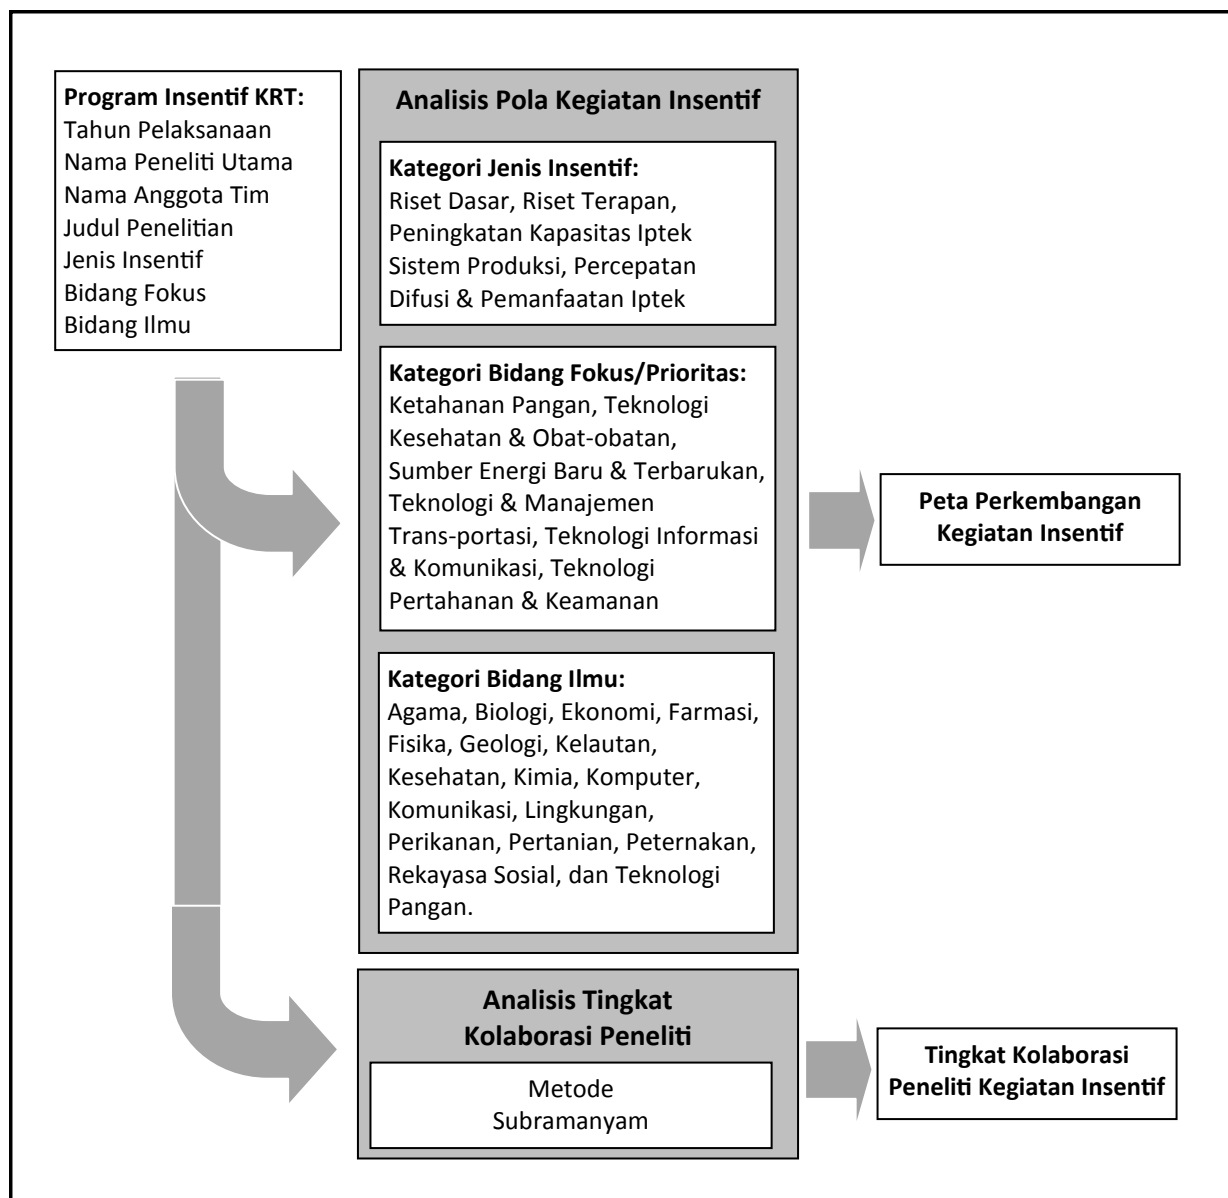 Program Insentif KRT:
Tahun Pelaksanaan
Nama Peneliti Utama
Nama Anggota Tim
Judul Penelitian
Jenis Insentif
Bidang Fokus
Bidang Ilmu
Analisis Pola Kegiatan Insentif
Kategori Jenis Insentif:
Riset Dasar, Riset Terapan,
Peningkatan Kapasitas Iptek
Sistem Produksi, Percepatan
Difusi & Pemanfaatan Iptek
Kategori Bidang Fokus/Prioritas:
Ketahanan Pangan, Teknologi
Kesehatan & Obat-obatan,
Sumber Energi Baru & Terbarukan,
Teknologi & Manajemen
Trans-portasi, Teknologi Informasi
& Komunikasi, Teknologi
Pertahanan & Keamanan
Kategori Bidang Ilmu:
Agama, Biologi, Ekonomi, Farmasi,
Fisika, Geologi, Kelautan,
Kesehatan, Kimia, Komputer,
Komunikasi, Lingkungan,
Perikanan, Pertanian, Peternakan,
Rekayasa Sosial, dan Teknologi
Pangan.
Peta Perkembangan
Kegiatan Insentif
Analisis Tingkat
Kolaborasi Peneliti
Metode
Subramanyam
Tingkat Kolaborasi
Peneliti Kegiatan Insentif